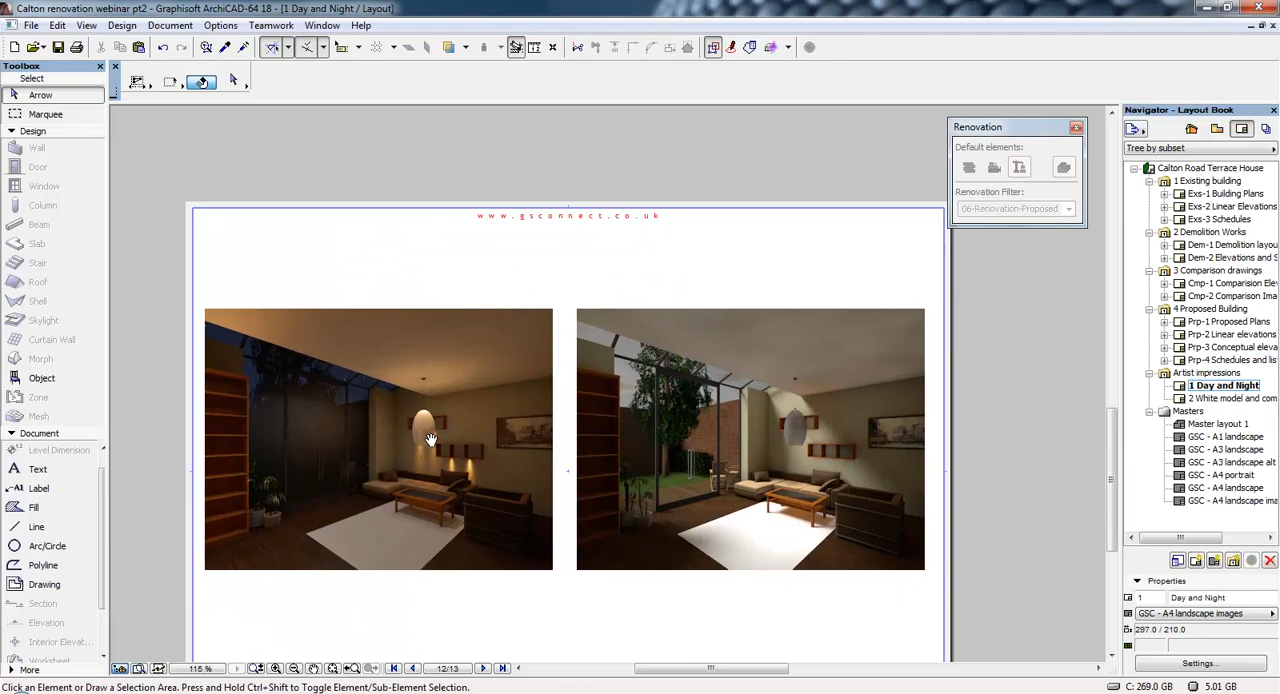 Calton renovation webinar pt2 - Graphisoft ArchiCAD-64 18 - [1 Day and Night / Layout]
File Edit View Design Document Options Teamwork Window Help
Toolbox
Select
Arrow
Marquee
Design
Wall
Door
Window
Column
Beam
Slab
Stair
Roof
Shell
Skylight
Curtain Wall
Morph
Object
Zone
Mesh
Document
Level Dimension
Text
Label
Fill
Line
Arc/Circle
Polyline
Drawing
Section
Elevation
Interior Elevat...
Worksheet
More
www.gsconnect.co.uk
Renovation
Default elements:
Renovation Filter:
06-Renovation-Proposed
Navigator - Layout Book
Tree by subset
Calton Road Terrace House
1 Existing building
Exs-1 Building Plans
Exs-2 Linear Elevations
Exs-3 Schedules
2 Demolition Works
Dem-1 Demolition layou
Dem-2 Elevations and S
3 Comparison drawings
Cmp-1 Comparison Ele
Cmp-2 Comparison Ima
4 Proposed Building
Prp-1 Proposed Plans
Prp-2 Linear elevations
Prp-3 Conceptual eleva
Prp-4 Schedules and lis
Artist impressions
1 Day and Night
2 White model and com
Masters
Master layout 1
GSC - A1 landscape
GSC - A3 landscape
GSC - A3 landscape alt
GSC - A4 portrait
GSC - A4 landscape
GSC - A4 landscape ima
Properties
1 Day and Night
GSC - A4 landscape images
297.0 / 210.0
Settings...
115 %
12/13
Click an Element or Draw a Selection Area. Press and Hold Ctrl+Shift to Toggle Element/Sub-Element Selection.
C: 269.0 GB
5.01 GB